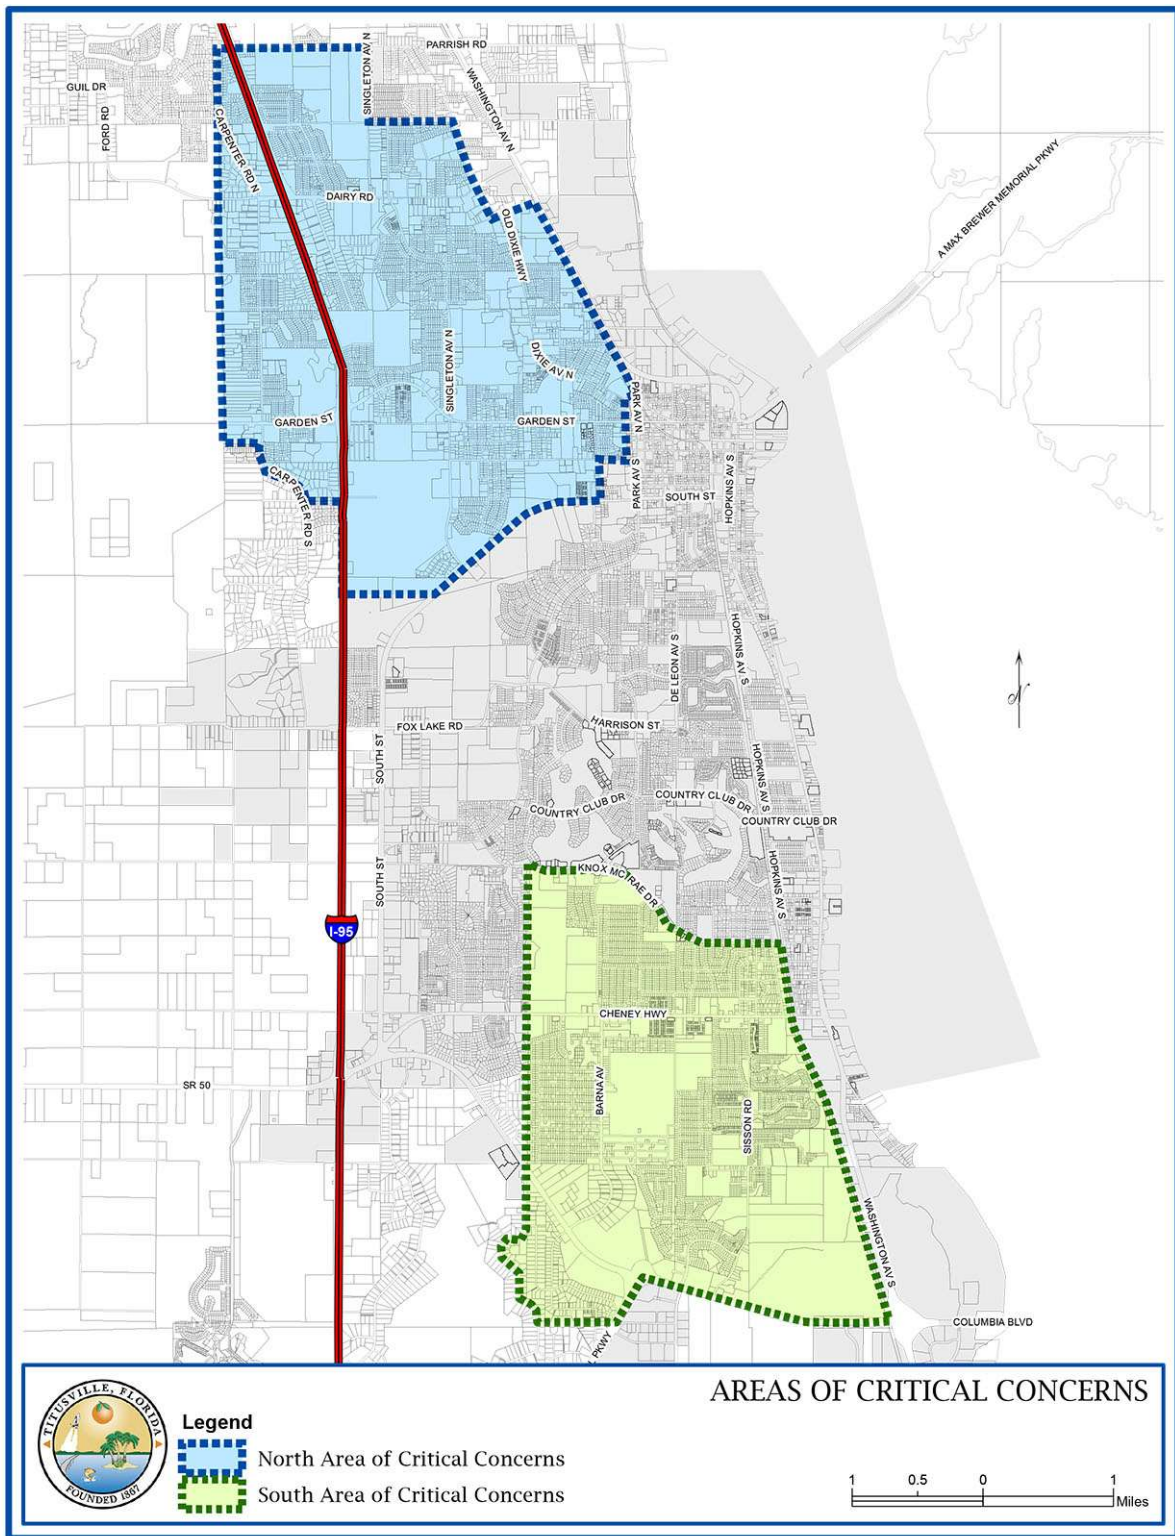 PARRISH RD
SINGLETON AV N
WASHINGTON AV N
GUIL DR
FORD RD
CARPENTER RD N
DAIRY RD
OLD DIXIE HWY
A MAX BREWER MEMORIAL PKWY
SINGLETON AV N
DIXIE AV N
PARK AV N
GARDEN ST
GARDEN ST
CARPENTER RD S
PARK AV S
SOUTH ST
HOPKINS AV S
DE LEON AV S
HOPKINS AV S
N
FOX LAKE RD
HARRISON ST
SOUTH ST
HOPKINS AV S
COUNTRY CLUB DR
COUNTRY CLUB DR
COUNTRY CLUB DR
SOUTH ST
KNOX MCTRAE DR
HOPKINS AV S
I-95
CHENEY HWY
SR 50
BARNA AV
SISSON RD
WASHINGTON AV S
COLUMBIA BLVD
PKWY
AREAS OF CRITICAL CONCERNS
TITUSVILLE, FLORIDA
FOUNDED 1867
Legend
North Area of Critical Concerns
South Area of Critical Concerns
1 0.5 0 1
Miles